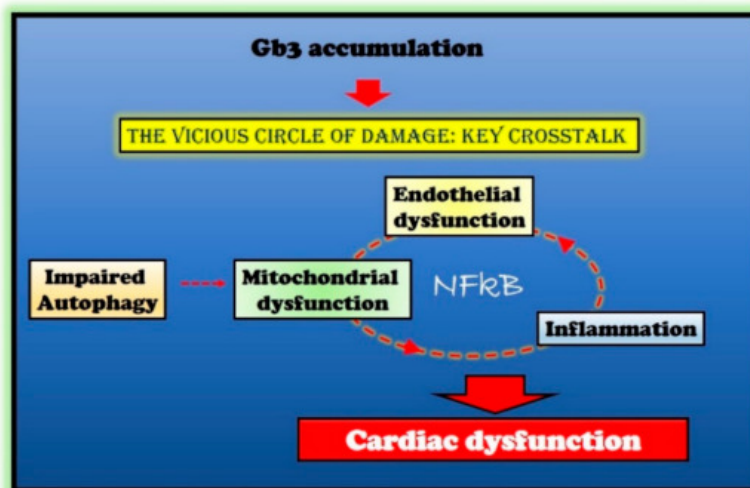 Gb3 accumulation
THE VICIOUS CIRCLE OF DAMAGE: KEY CROSSTALK
Endothelial
dysfunction
Impaired
Autophagy
Mitochondrial
dysfunction
NFkB
Inflammation
Cardiac dysfunction